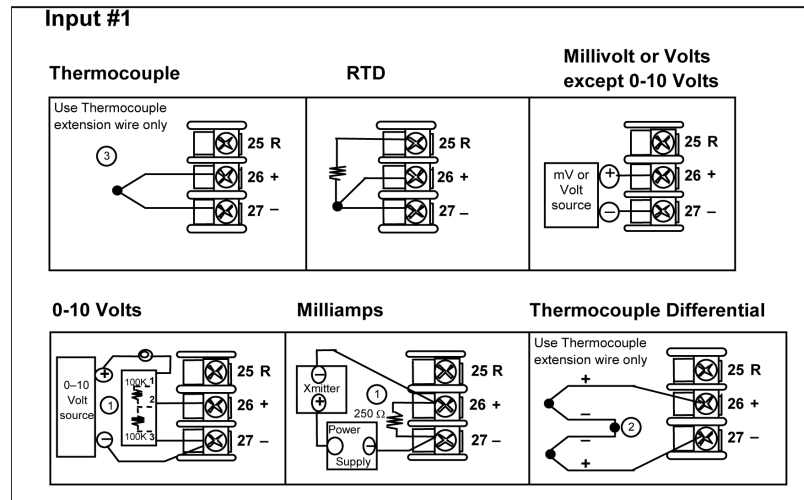 Input #1
Thermocouple
RTD
Millivolt or Volts
except 0-10 Volts
Use Thermocouple
extension wire only
3
25 R
26 +
27 –
25 R
26 +
27 –
mV or
Volt
source
+
–
25 R
26 +
27 –
0-10 Volts
Milliamps
Thermocouple Differential
0–10
Volt
source
+
–
1
100K 1
2
100K 3
25 R
26 +
27 –
–
Xmitter
+
1
250 Ω
Power
–
Supply
25 R
26 +
27 –
Use Thermocouple
extension wire only
+
–
2
–
+
25 R
26 +
27 –